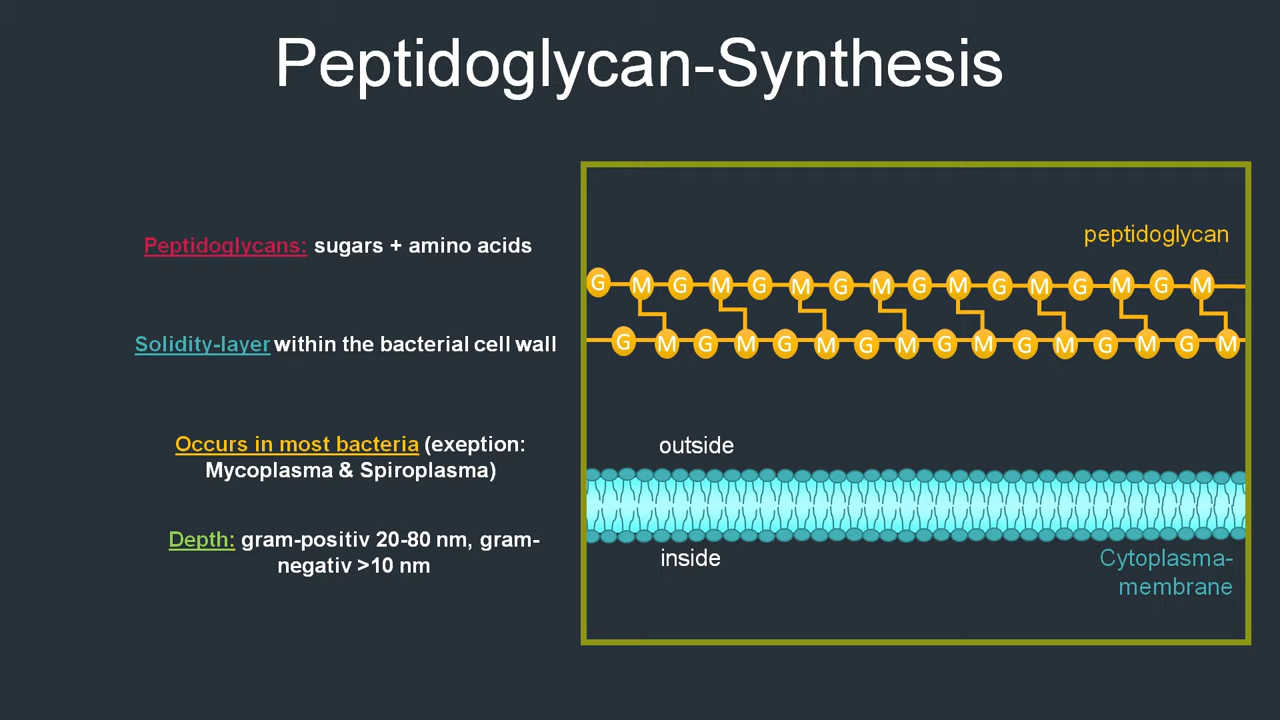 Peptidoglycan-Synthesis
Peptidoglycans: sugars + amino acids
Solidity-layer within the bacterial cell wall
Occurs in most bacteria (exeption:
Mycoplasma & Spiroplasma)
Depth: gram-positiv 20-80 nm, gram-
negativ >10 nm
peptidoglycan
G M G M G M G M G M G M G M G M
G M G M G M G M G M G M G M G M
outside
inside
Cytoplasma-
membrane